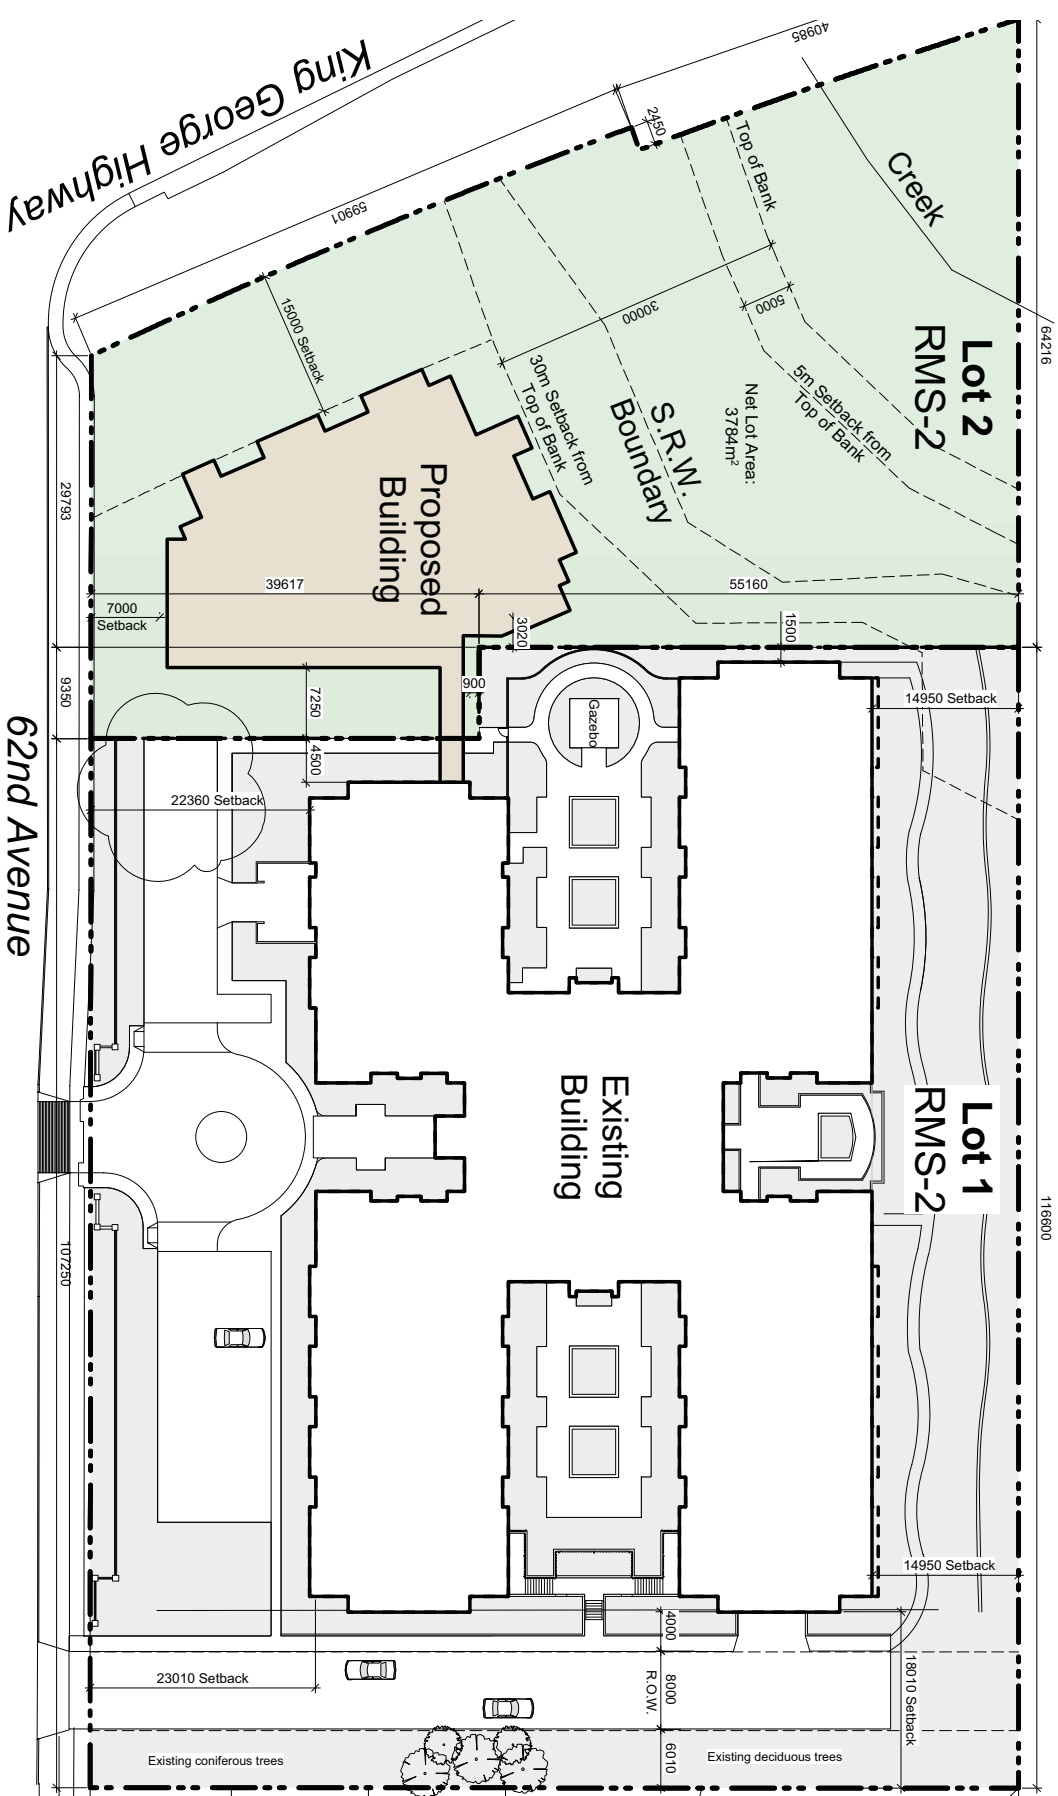 King George Highway
40985
2450
Top of Bank
Creek
59901
64216
15000 Setback
30000
5000
Lot 2
RMS-2
30m Setback from
Top of Bank
S.R.W.
Boundary
Net Lot Area:
3784m²
5m Setback from
Top of Bank
Proposed
Building
29793
39617
55160
7000
Setback
3020
1500
9350
7250
900
14950 Setback
Gazebo
4500
22360 Setback
62nd Avenue
Existing
Building
Lot 1
RMS-2
116600
107250
14950 Setback
4000
23010 Setback
8000
R.O.W.
18010 Setback
6010
Existing coniferous trees
Existing deciduous trees